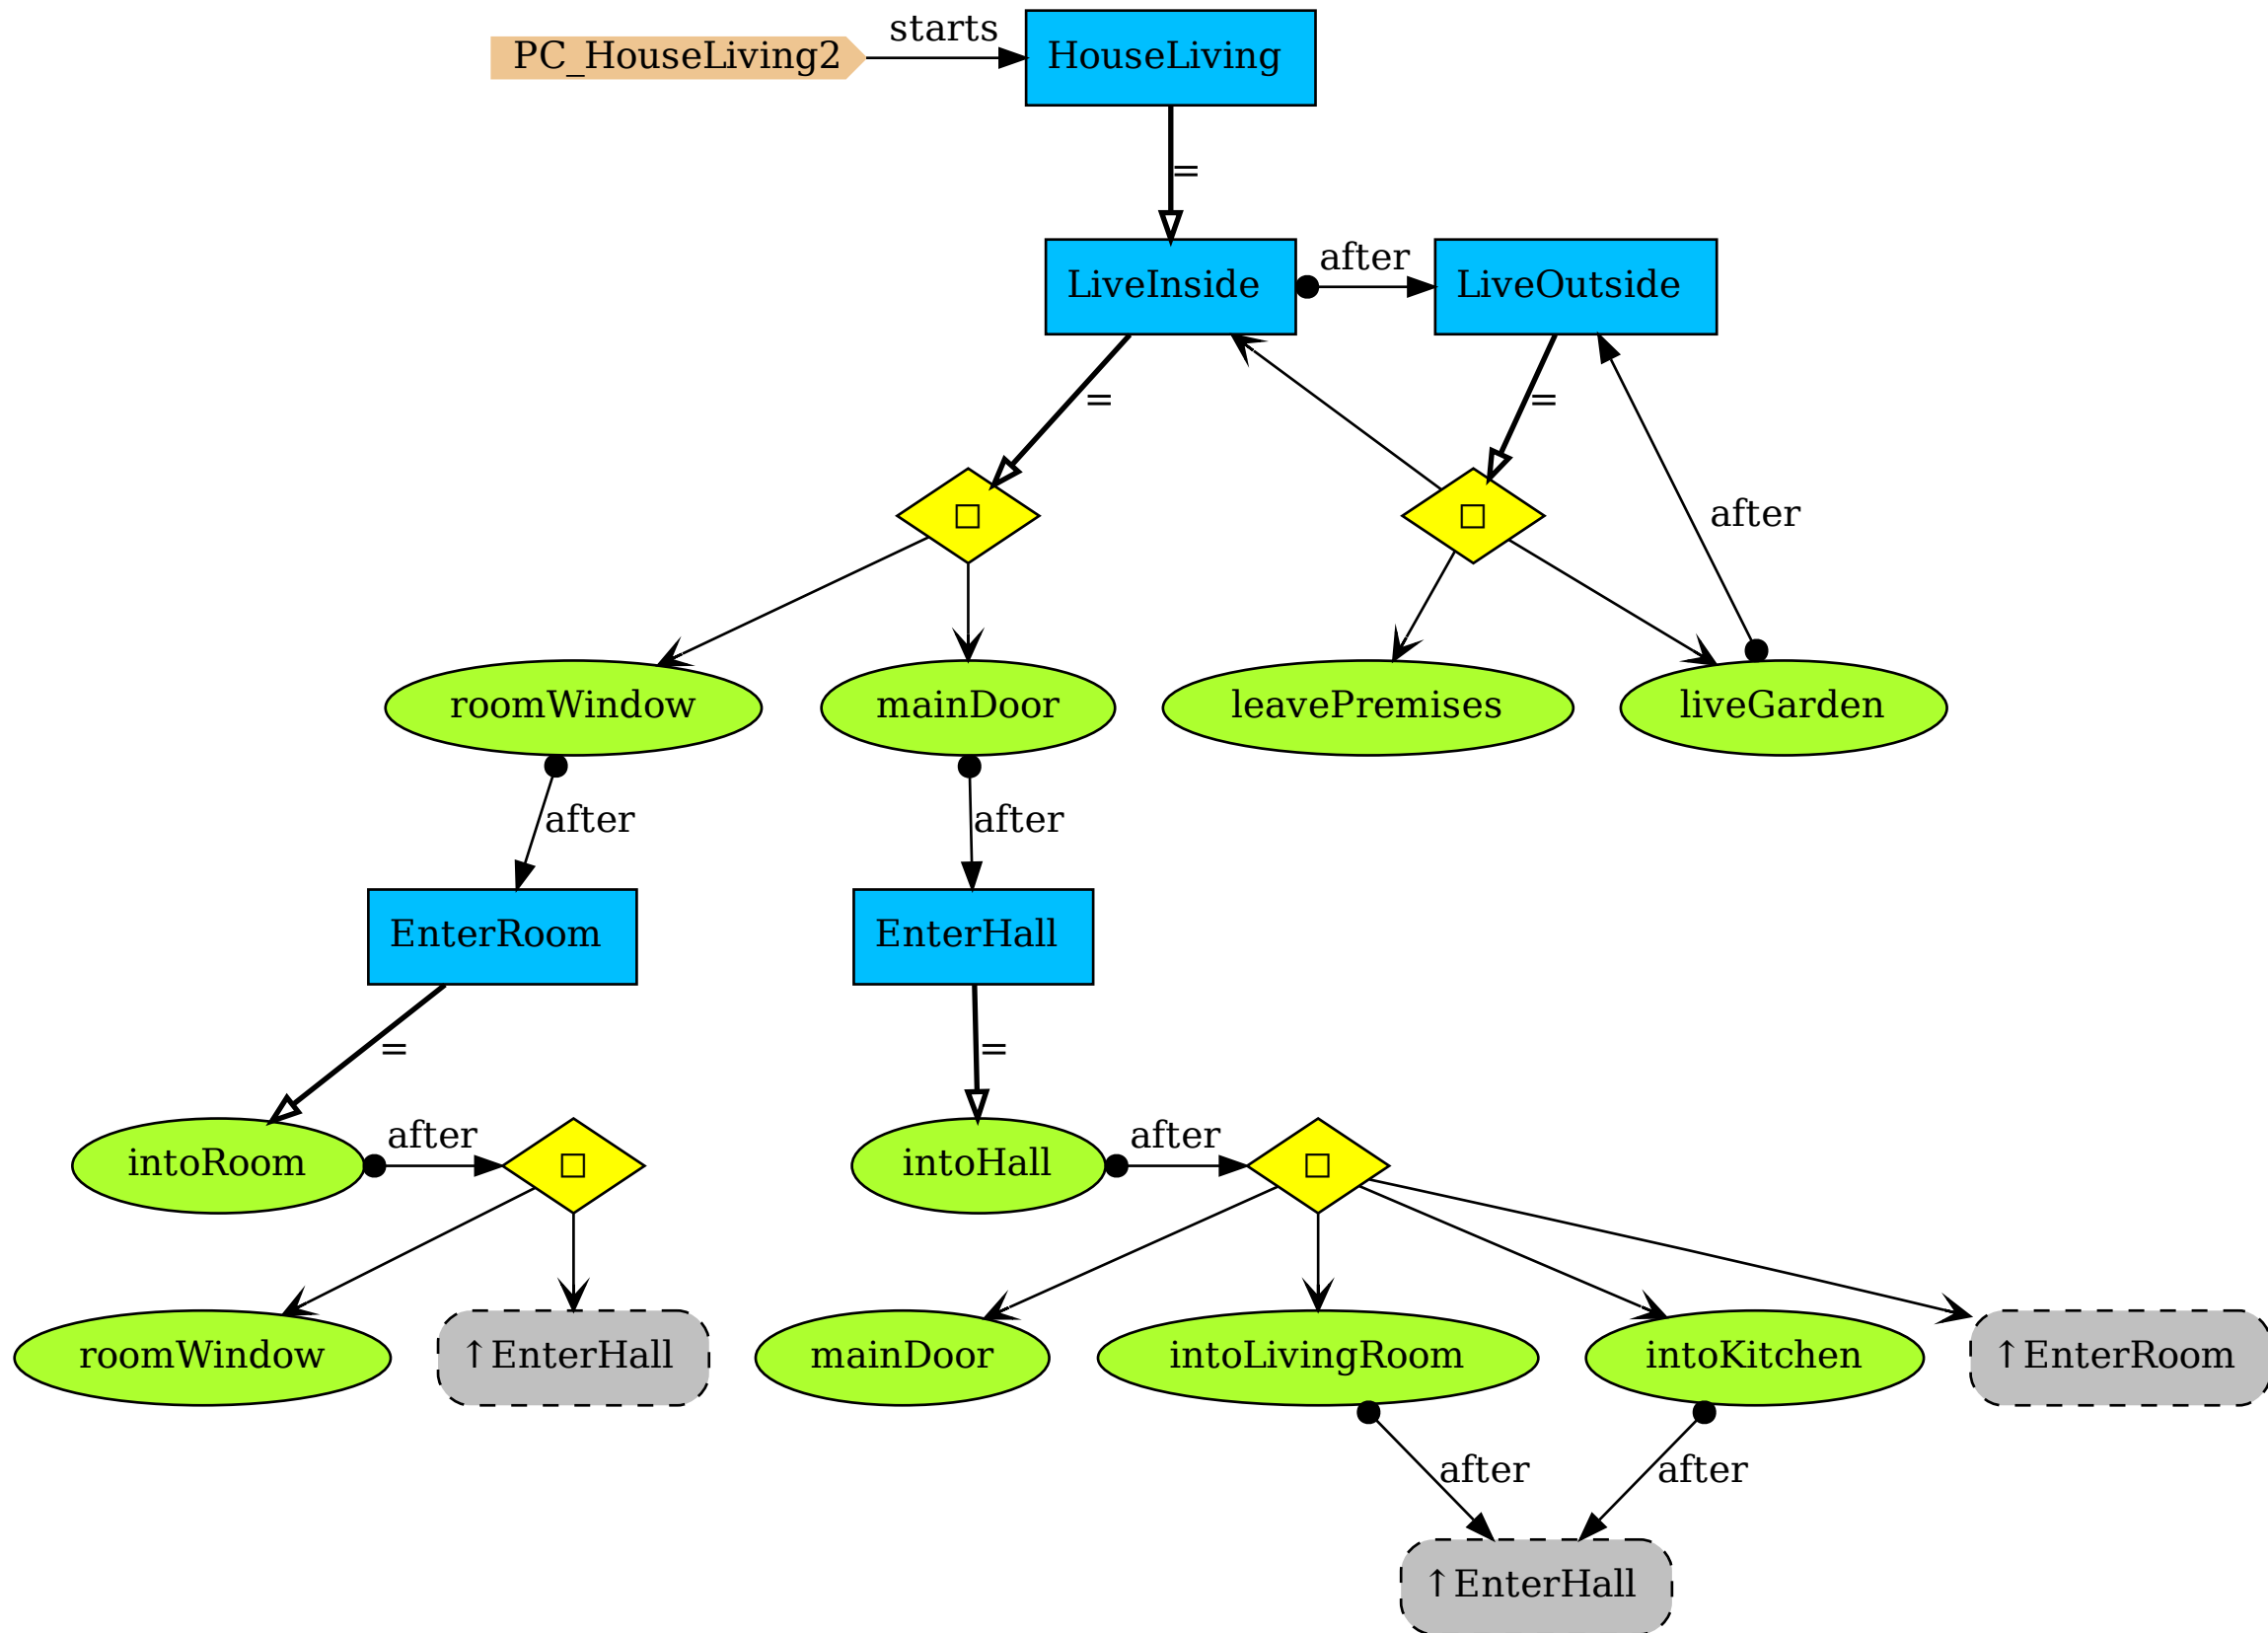 starts
PC_HouseLiving2
HouseLiving
=
after
LiveInside
LiveOutside
=
=
□
□
after
roomWindow
mainDoor
leavePremises
liveGarden
after
after
EnterRoom
EnterHall
=
=
after
after
intoRoom
□
intoHall
□
roomWindow
↑EnterHall
mainDoor
intoLivingRoom
intoKitchen
↑EnterRoom
after
after
↑EnterHall